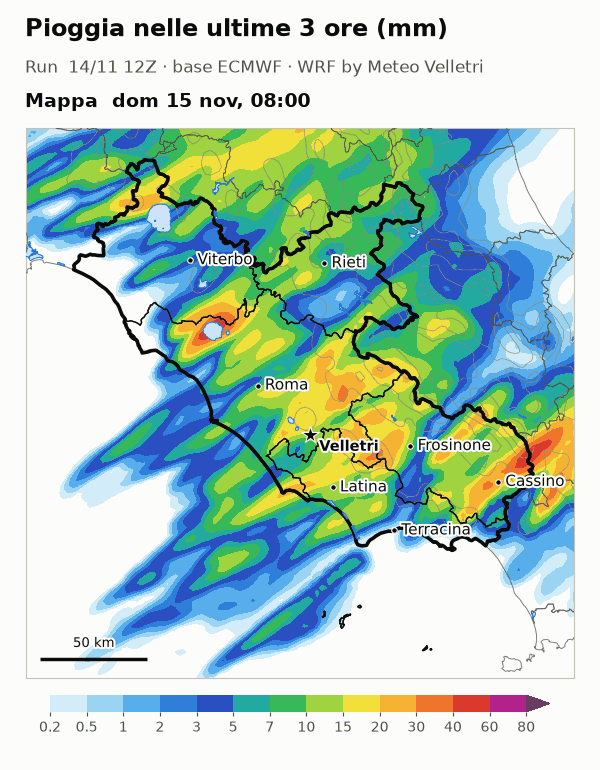 Pioggia nelle ultime 3 ore (mm)
Run  14/11 12Z · base ECMWF · WRF by Meteo Velletri
Mappa  dom 15 nov, 08:00
Viterbo
Rieti
Roma
Velletri
Frosinone
Latina
Cassino
Terracina
50 km
0.2 0.5 1 2 3 5 7 10 15 20 30 40 60 80